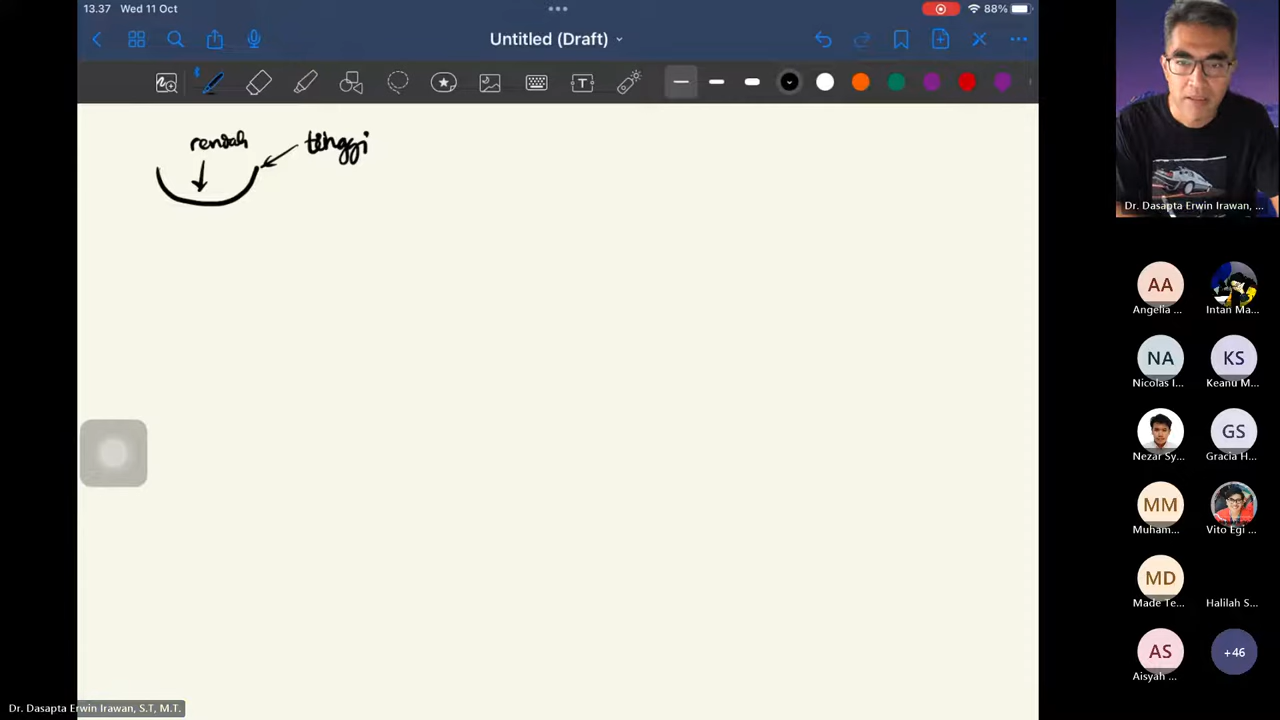 13.37 Wed 11 Oct
88%
Untitled (Draft)
T
rendah
tinggi
Dr. Dasapta Erwin Irawan, ...
AA
Angelia ...
Intan Ma...
NA
Nicolas I...
KS
Keanu M...
Nezar Sy...
GS
Gracia H...
MM
Muham...
Vito Egi ...
MD
Made Te...
Halilah S...
AS
Aisyah ...
+46
Dr. Dasapta Erwin Irawan, S.T, M.T.